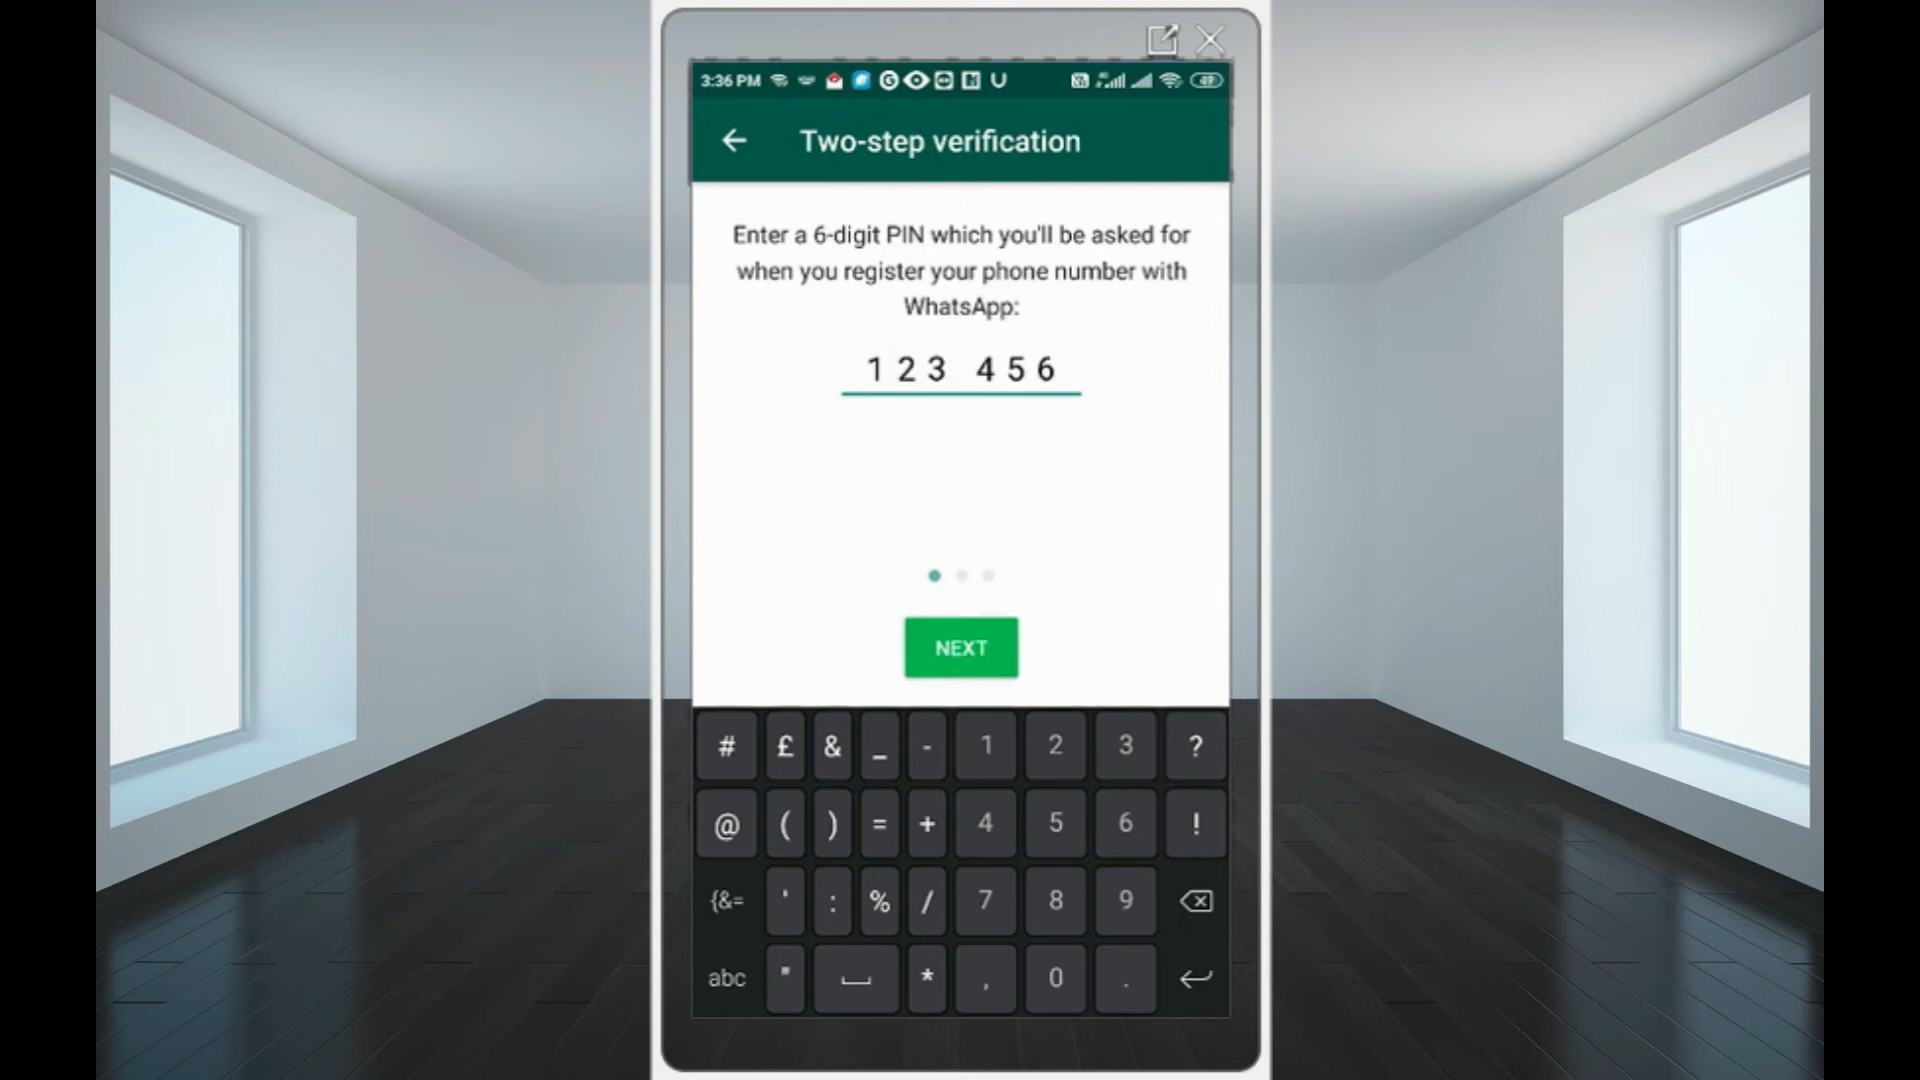 3:36 PM
Two-step verification
Enter a 6-digit PIN which you'll be asked for
when you register your phone number with
WhatsApp:
123 456
NEXT
# £ & _ - 1 2 3 ?
@ ( ) = + 4 5 6 !
{&= ' : % / 7 8 9
abc " * , 0 .